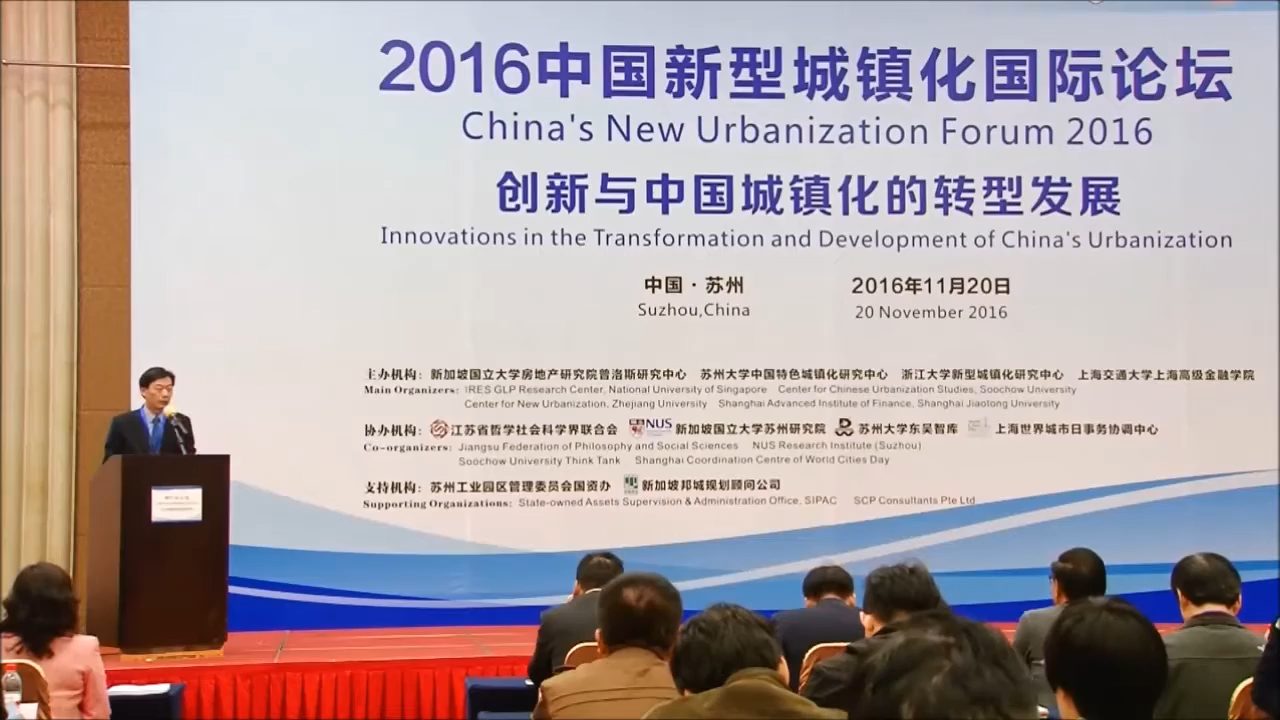 2016中国新型城镇化国际论坛
China's New Urbanization Forum 2016
创新与中国城镇化的转型发展
Innovations in the Transformation and Development of China's Urbanization
中国·苏州 2016年11月20日
Suzhou,China 20 November 2016
主办机构：新加坡国立大学房地产研究院普洛斯研究中心 苏州大学中国特色城镇化研究中心 浙江大学新型城镇化研究中心 上海交通大学上海高级金融学院
Main Organizers: IRES GLP Research Center, National University of Singapore Center for Chinese Urbanization Studies, Soochow University
Center for New Urbanization, Zhejiang University Shanghai Advanced Institute of Finance, Shanghai Jiaotong University
协办机构：江苏省哲学社会科学界联合会 NUS 新加坡国立大学苏州研究院 苏州大学东吴智库 上海世界城市日事务协调中心
Co-organizers: Jiangsu Federation of Philosophy and Social Sciences NUS Research Institute (Suzhou)
Soochow University Think Tank Shanghai Coordination Centre of World Cities Day
支持机构：苏州工业园区管理委员会国资办 新加坡邦城规划顾问公司
Supporting Organizations: State-owned Assets Supervision & Administration Office, SIPAC SCP Consultants Pte Ltd